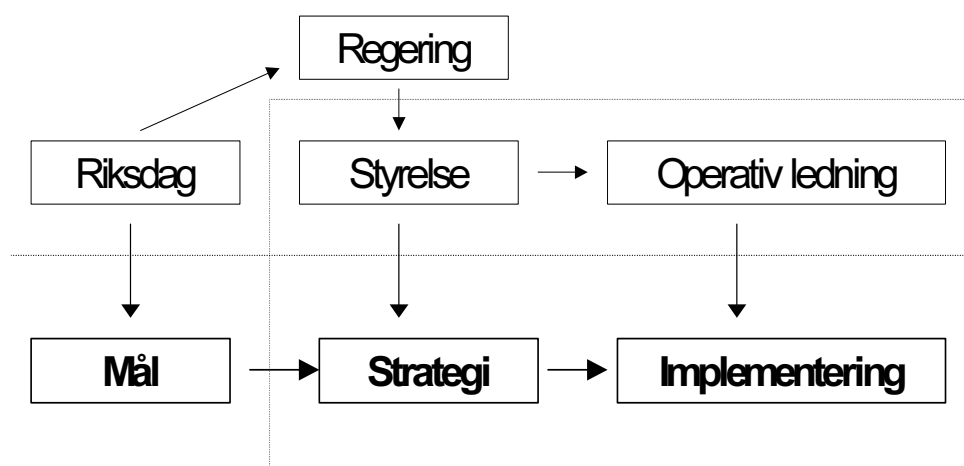 Regering
Riksdag
Styrelse
Operativ ledning
Mål
Strategi
Implementering